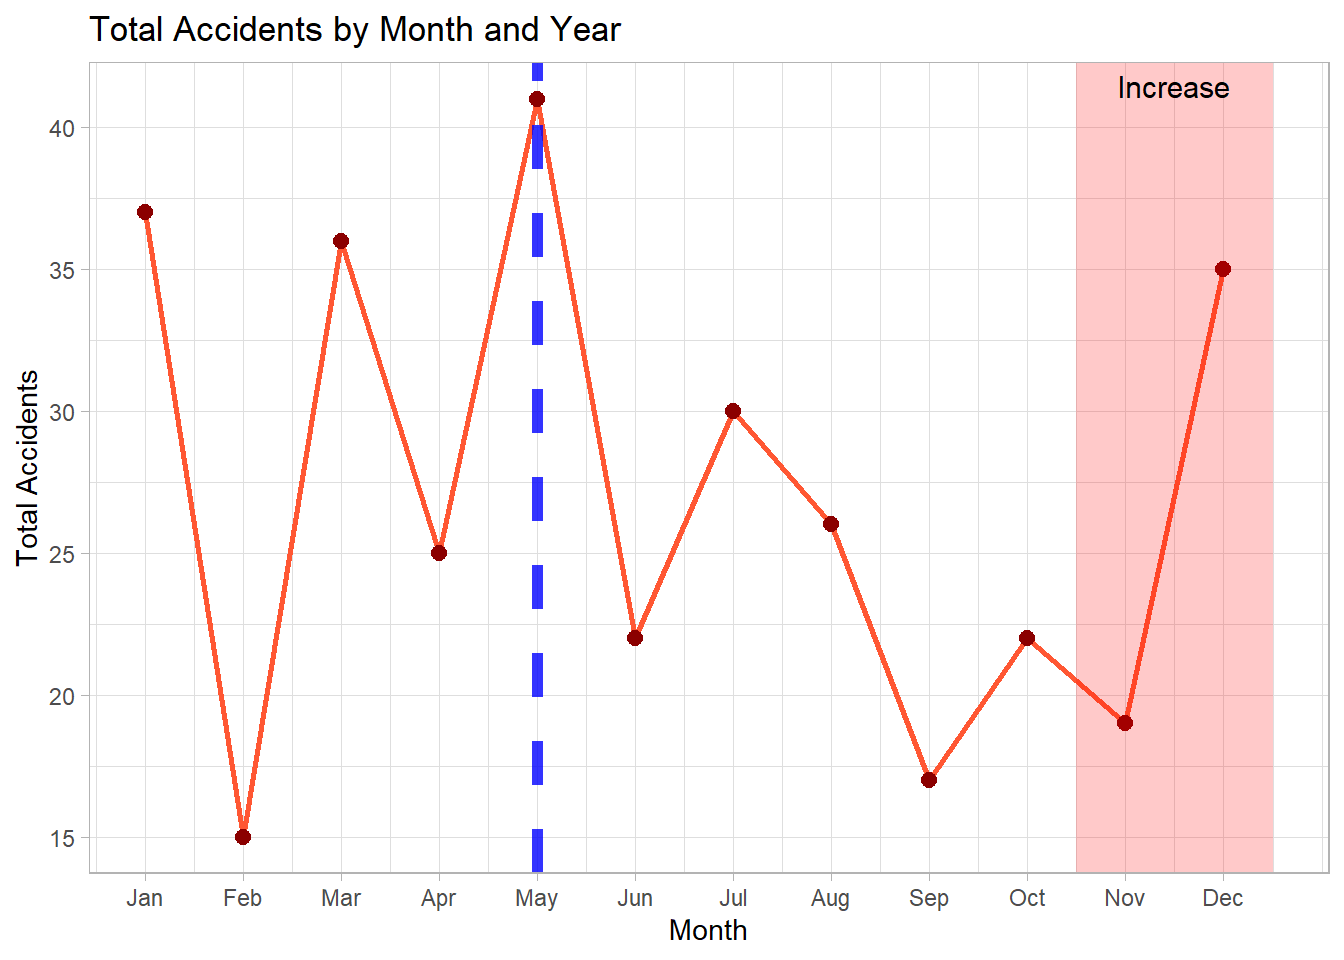 Total Accidents by Month and Year
Increase
40
35
30
25
20
15
Total Accidents
Jan Feb Mar Apr May Jun Jul Aug Sep Oct Nov Dec
Month